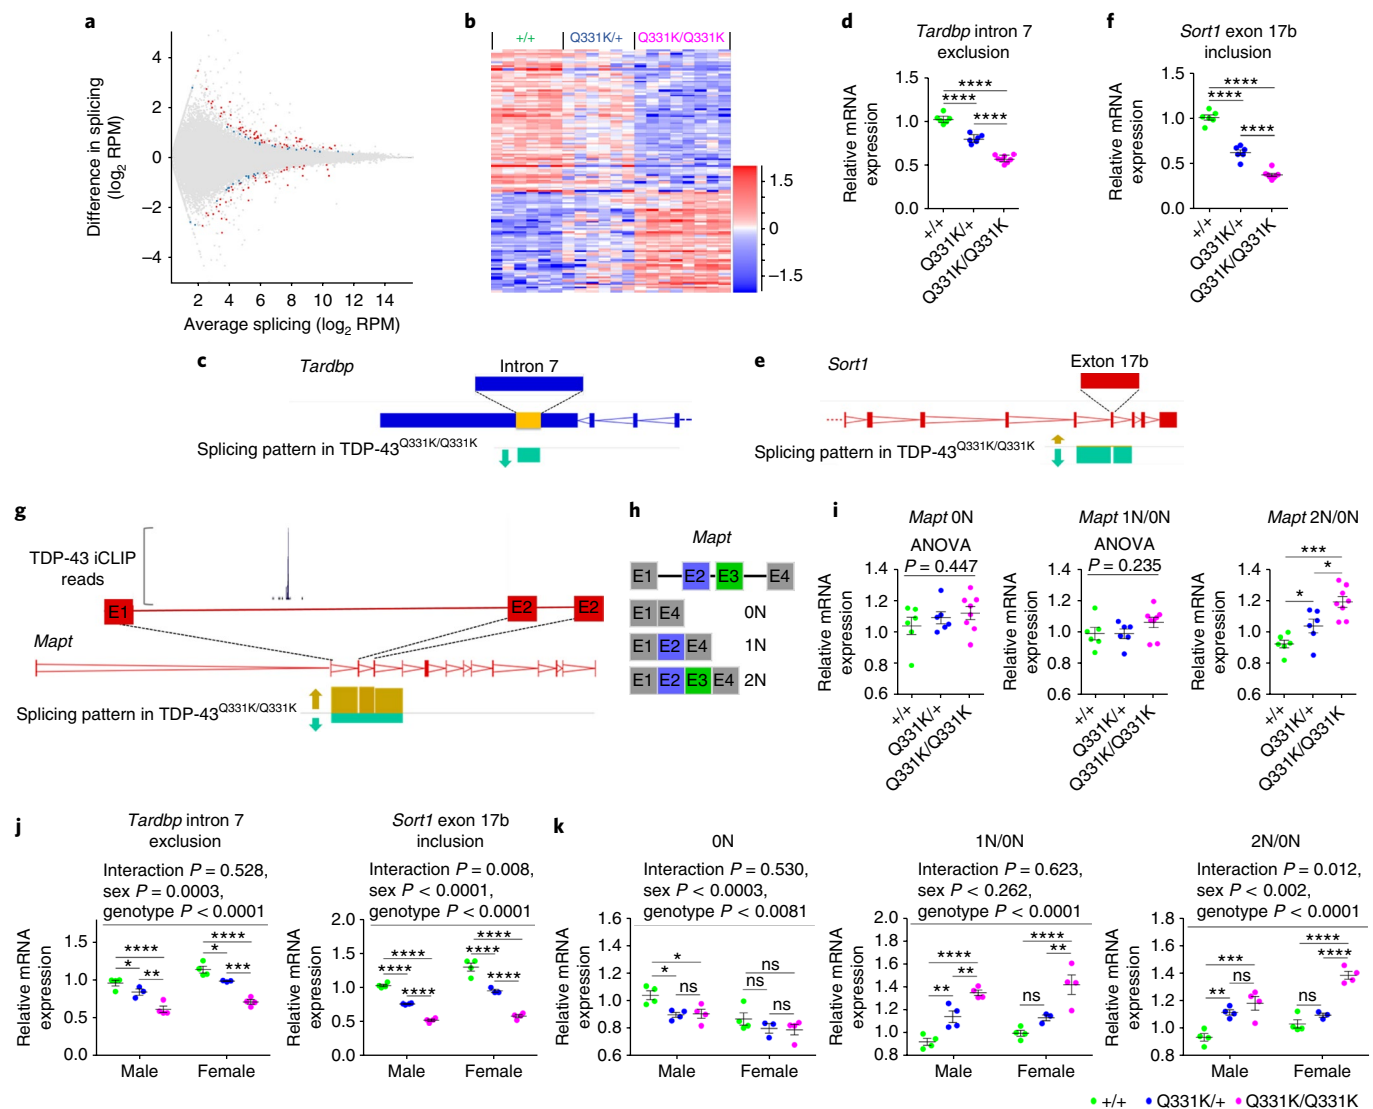 a
4
2
0
−2
−4
Difference in splicing
(log2 RPM)
2 4 6 8 10 12 14
Average splicing (log2 RPM)
b
+/+ Q331K/+ Q331K/Q331K
1.5
0
−1.5
d
Tardbp intron 7
exclusion
1.5
1.0
0.5
0.0
Relative mRNA
expression
****
**** ****
+/+
Q331K/+
Q331K/Q331K
f
Sort1 exon 17b
inclusion
1.5
1.0
0.5
0.0
Relative mRNA
expression
****
****
****
+/+
Q331K/+
Q331K/Q331K
c
Tardbp
Intron 7
Splicing pattern in TDP-43Q331K/Q331K
e
Sort1
Exton 17b
Splicing pattern in TDP-43Q331K/Q331K
g
TDP-43 iCLIP
reads
E1 E2 E2
Mapt
Splicing pattern in TDP-43Q331K/Q331K
h
Mapt
E1 E2 E3 E4
E1 E4 0N
E1 E2 E4 1N
E1 E2 E3 E4 2N
i
Mapt 0N
ANOVA
P = 0.447
1.4
1.2
1.0
0.8
0.6
Relative mRNA
expression
+/+
Q331K/+
Q331K/Q331K
Mapt 1N/0N
ANOVA
P = 0.235
1.4
1.2
1.0
0.8
0.6
Relative mRNA
expression
+/+
Q331K/+
Q331K/Q331K
Mapt 2N/0N
***
*
*
1.4
1.2
1.0
0.8
0.6
Relative mRNA
expression
+/+
Q331K/+
Q331K/Q331K
j
Tardbp intron 7
exclusion
Interaction P = 0.528,
sex P = 0.0003,
genotype P < 0.0001
1.5
1.0
0.5
0.0
Relative mRNA
expression
****
* **
****
*
***
Male Female
Sort1 exon 17b
inclusion
Interaction P = 0.008,
sex P < 0.0001,
genotype P < 0.0001
2.0
1.5
1.0
0.5
0.0
Relative mRNA
expression
****
****
****
****
****
****
Male Female
k
0N
Interaction P = 0.530,
sex P < 0.0003,
genotype P < 0.0081
1.6
1.4
1.2
1.0
0.8
0.6
Relative mRNA
expression
*
*
ns
ns
ns
ns
Male Female
1N/0N
Interaction P = 0.623,
sex P < 0.262,
genotype P < 0.0001
2.0
1.8
1.6
1.4
1.2
1.0
0.8
Relative mRNA
expression
****
**
**
****
**
ns
Male Female
2N/0N
Interaction P = 0.012,
sex P < 0.002,
genotype P < 0.0001
1.8
1.6
1.4
1.2
1.0
0.8
Relative mRNA
expression
***
ns
**
****
****
ns
Male Female
+/+ Q331K/+ Q331K/Q331K